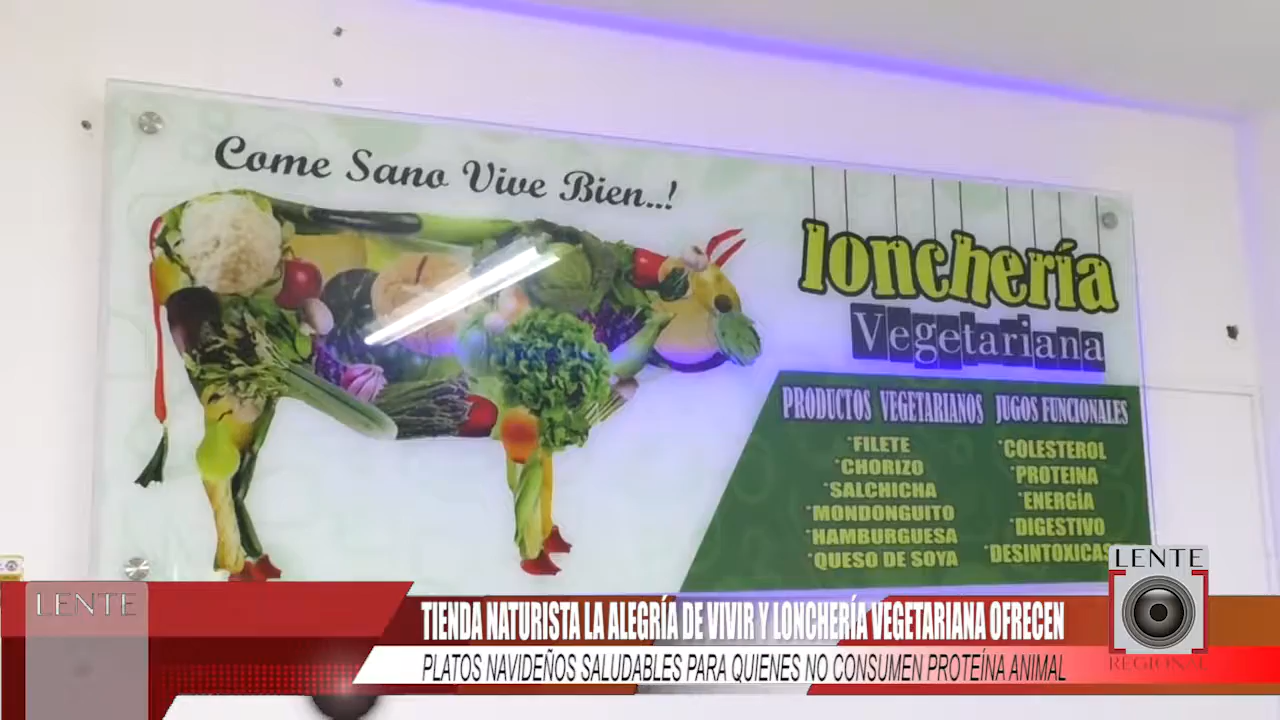 Come Sano Vive Bien..!
lonchería
Vegetariana
PRODUCTOS VEGETARIANOS JUGOS FUNCIONALES
*FILETE
*CHORIZO
*SALCHICHA
*MONDONGUITO
*HAMBURGUESA
*QUESO DE SOYA
*COLESTEROL
*PROTEINA
*ENERGÍA
*DIGESTIVO
LENTE
REGIONAL
LENTE
TIENDA NATURISTA LA ALEGRÍA DE VIVIR Y LONCHERÍA VEGETARIANA OFRECEN
PLATOS NAVIDEÑOS SALUDABLES PARA QUIENES NO CONSUMEN PROTEÍNA ANIMAL